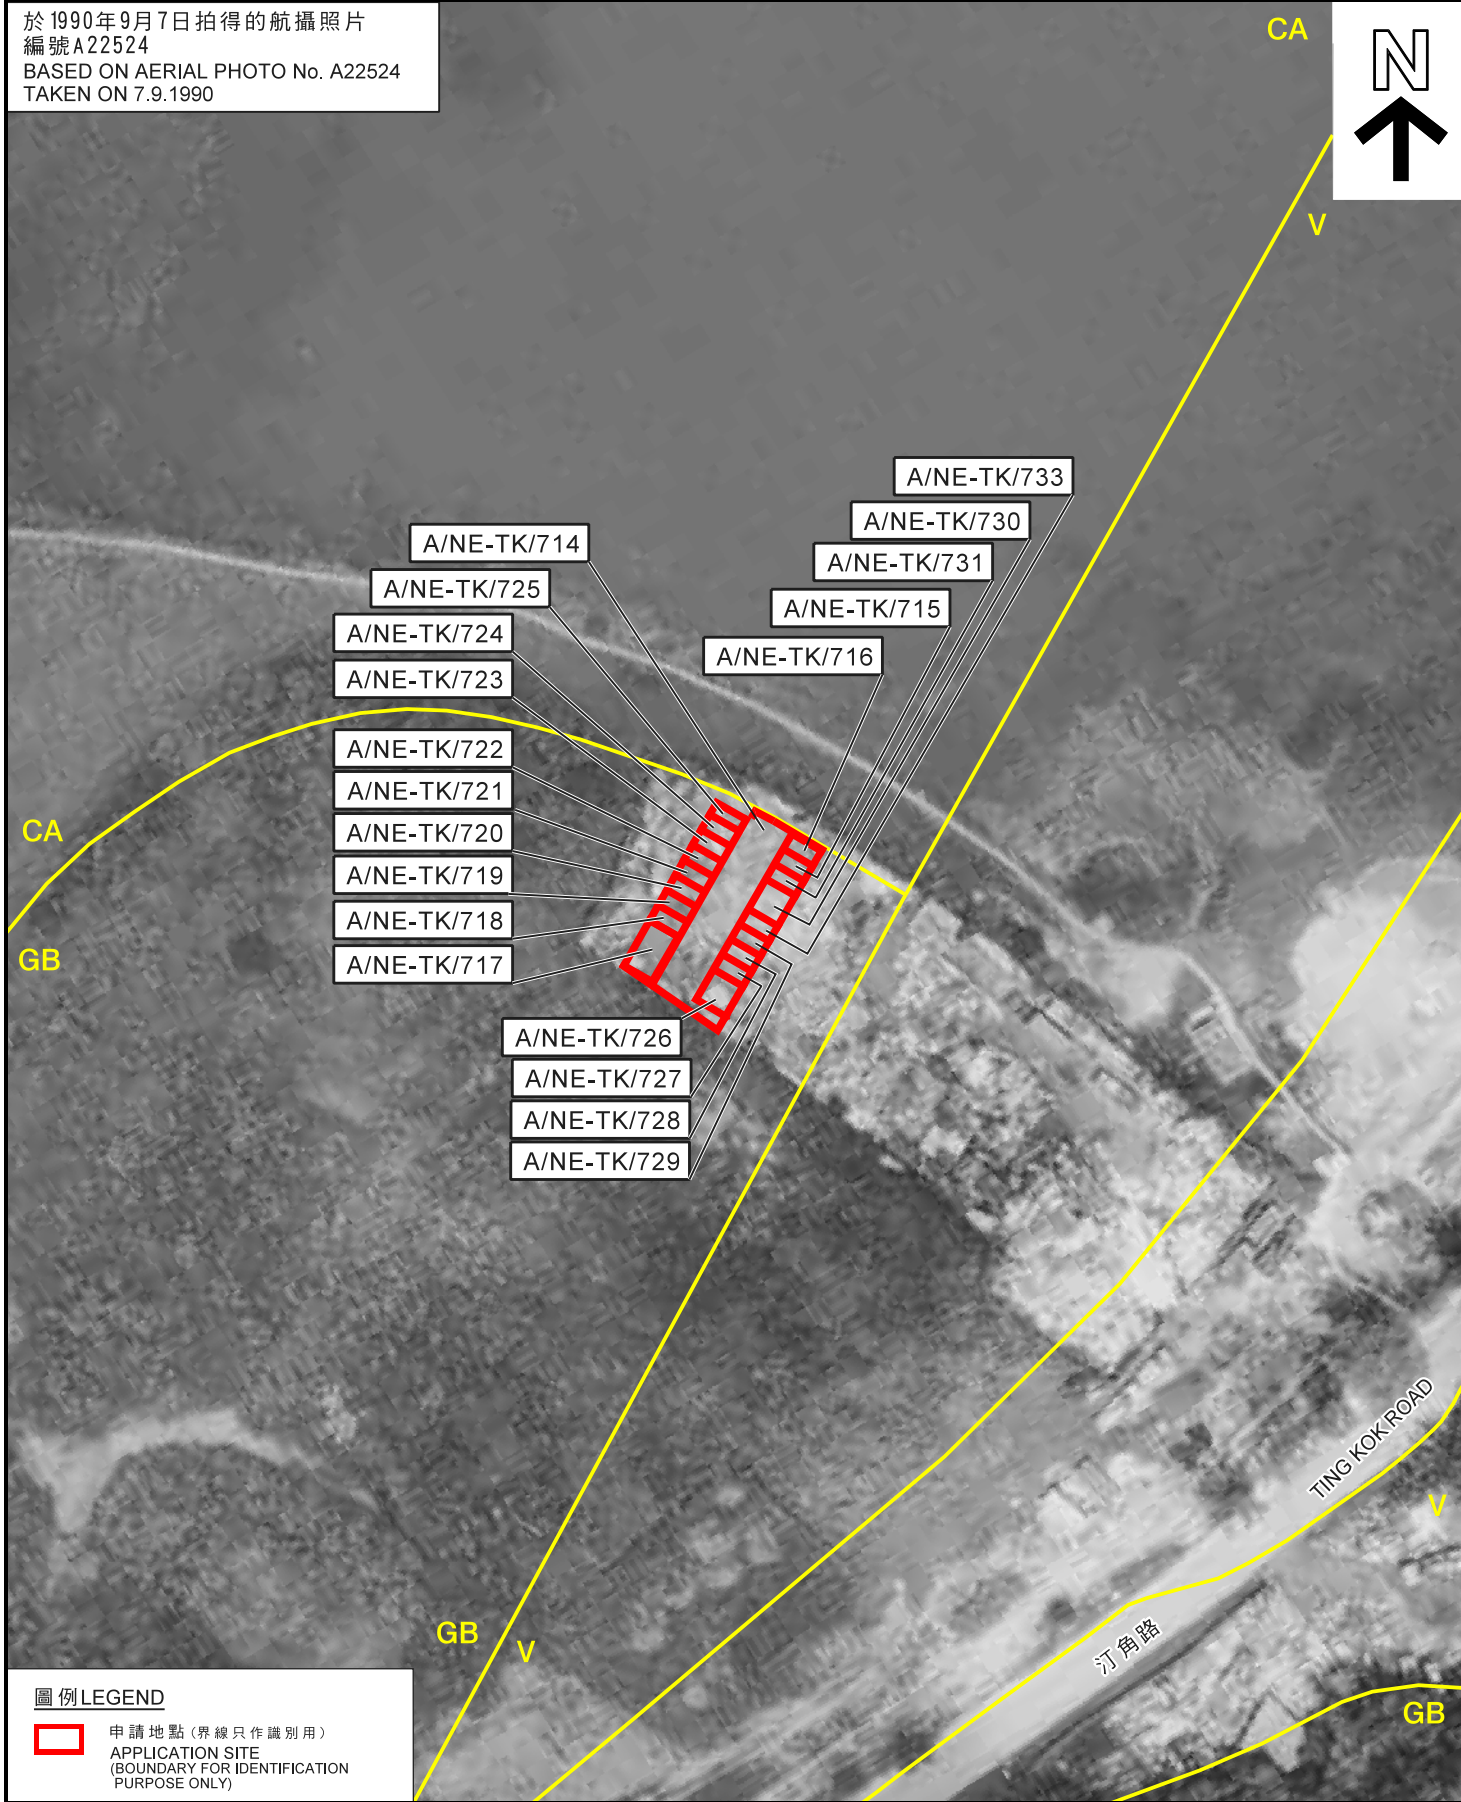 於1990年9月7日拍得的航攝照片
編號A22524
BASED ON AERIAL PHOTO No. A22524
TAKEN ON 7.9.1990
CA
N
V
A/NE-TK/733
A/NE-TK/730
A/NE-TK/731
A/NE-TK/715
A/NE-TK/716
A/NE-TK/714
A/NE-TK/725
A/NE-TK/724
A/NE-TK/723
A/NE-TK/722
A/NE-TK/721
A/NE-TK/720
A/NE-TK/719
A/NE-TK/718
A/NE-TK/717
CA
GB
A/NE-TK/726
A/NE-TK/727
A/NE-TK/728
A/NE-TK/729
TING KOK ROAD
V
汀角路
GB
V
GB
圖例LEGEND
申請地點(界線只作識別用)
APPLICATION SITE
(BOUNDARY FOR IDENTIFICATION
PURPOSE ONLY)